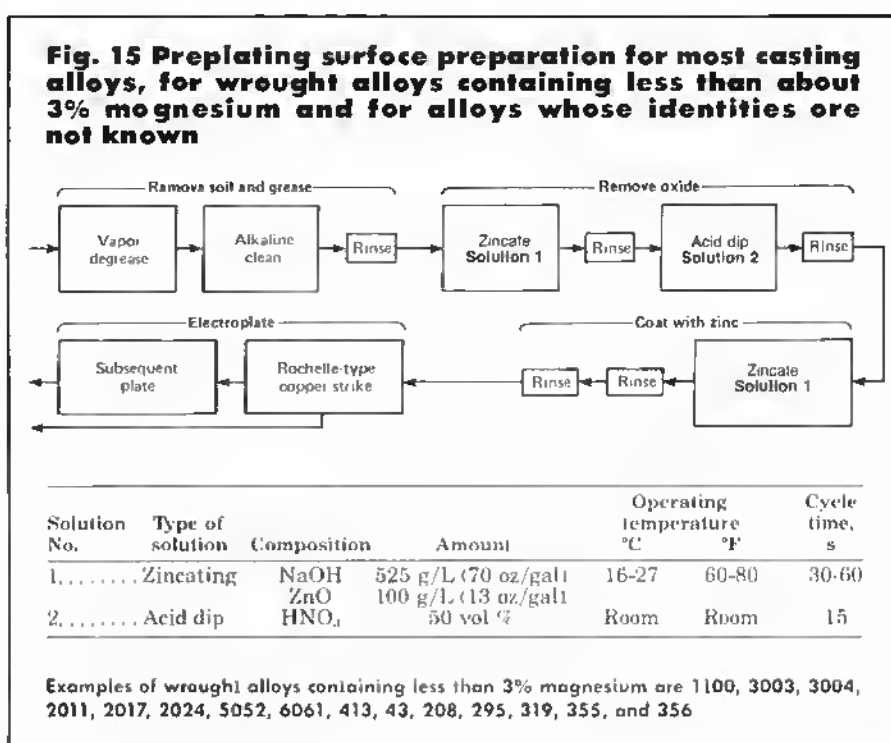 Fig. 15 Preplating surfoce preparation for most casting
alloys, for wrought alloys containing less than about
3% mognesium and for alloys whose identities ore
not known
Ramova soil and grease
Remove oxide
Vapor
degrease
Alkaline
clean
Rinse
Zincate
Solution 1
Rinse
Acid dip
Solution 2
Rinse
Electroplate
Coat with zinc
Subsequent
plate
Rochelle-type
copper strike
Rinse
Rinse
Zincate
Solution 1
Operating Cycle
Solution Type of temperature time,
No. solution Composition Amount °C °F s
1........Zincating NaOH 525 g/L (70 oz/gal) 16-27 60-80 30-60
ZnO 100 g/L (13 oz/gal)
2........Acid dip HNO₃ 50 vol % Room Room 15
Examples of wrought alloys containing less than 3% magnesium are 1100, 3003, 3004,
2011, 2017, 2024, 5052, 6061, 413, 43, 208, 295, 319, 355, and 356